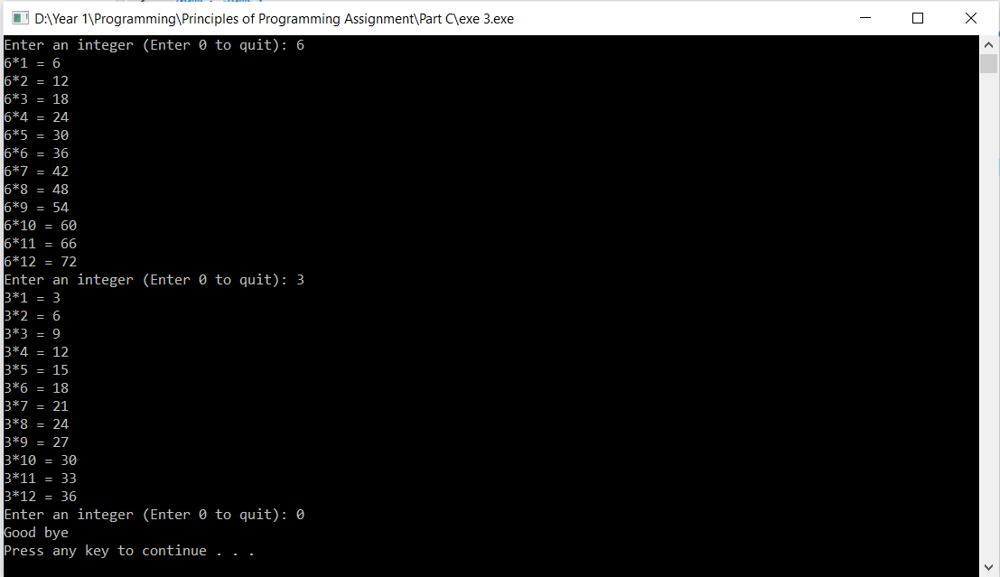 D:\Year 1\Programming\Principles of Programming Assignment\Part C\exe 3.exe
Enter an integer (Enter 0 to quit): 6
6*1 = 6
6*2 = 12
6*3 = 18
6*4 = 24
6*5 = 30
6*6 = 36
6*7 = 42
6*8 = 48
6*9 = 54
6*10 = 60
6*11 = 66
6*12 = 72
Enter an integer (Enter 0 to quit): 3
3*1 = 3
3*2 = 6
3*3 = 9
3*4 = 12
3*5 = 15
3*6 = 18
3*7 = 21
3*8 = 24
3*9 = 27
3*10 = 30
3*11 = 33
3*12 = 36
Enter an integer (Enter 0 to quit): 0
Good bye
Press any key to continue . . .